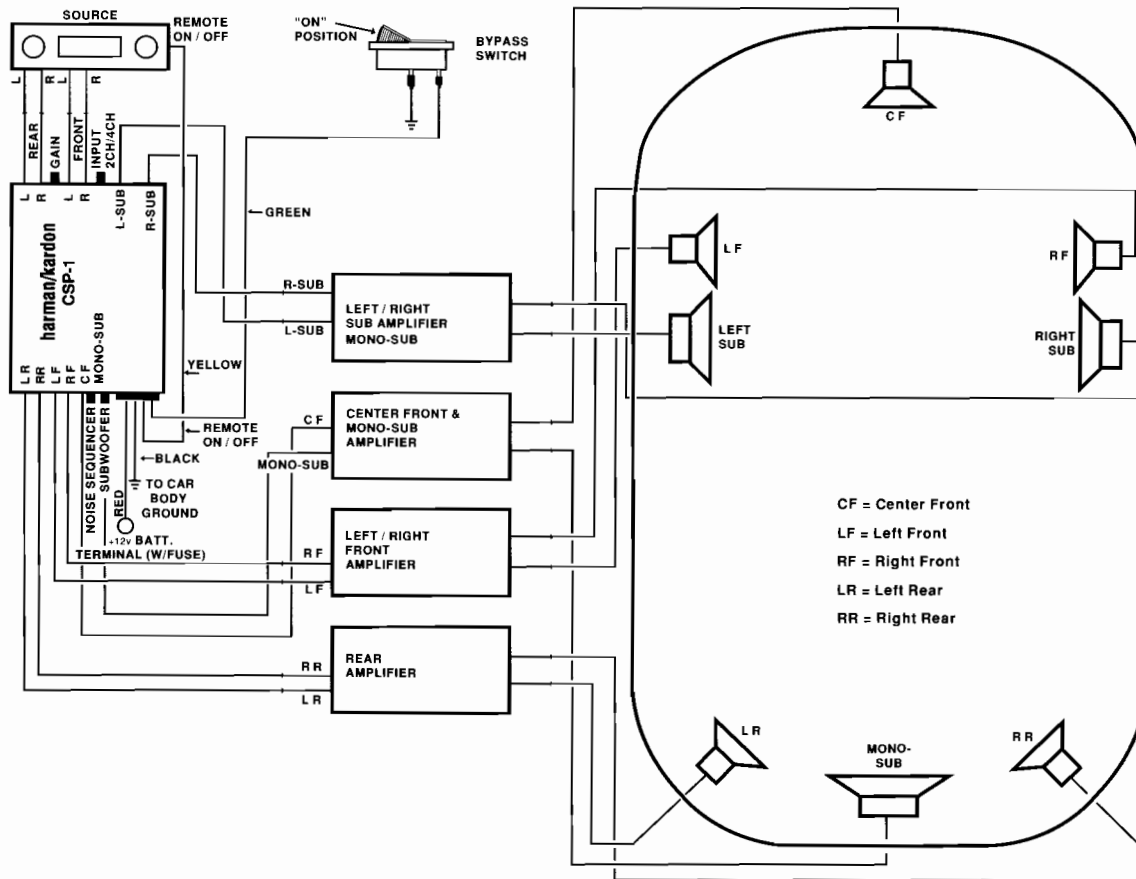 SOURCE
REMOTE
ON / OFF
"ON"
POSITION
BYPASS
SWITCH
L
R
L
R
REAR
GAIN
FRONT
INPUT
2CH/4CH
L
R
L
R
L-SUB
R-SUB
harman/kardon
CSP-1
LR
RR
LF
RF
CF
MONO-SUB
NOISE SEQUENCER
SUBWOOFER
GREEN
YELLOW
REMOTE
ON / OFF
BLACK
TO CAR
BODY
GROUND
RED
+12v BATT.
TERMINAL (W/FUSE)
R-SUB
L-SUB
LEFT / RIGHT
SUB AMPLIFIER
MONO-SUB
CF
MONO-SUB
CENTER FRONT &
MONO-SUB
AMPLIFIER
RF
LF
LEFT / RIGHT
FRONT
AMPLIFIER
RR
LR
REAR
AMPLIFIER
CF
LF
RF
LEFT
SUB
RIGHT
SUB
CF = Center Front
LF = Left Front
RF = Right Front
LR = Left Rear
RR = Right Rear
LR
MONO-
SUB
RR